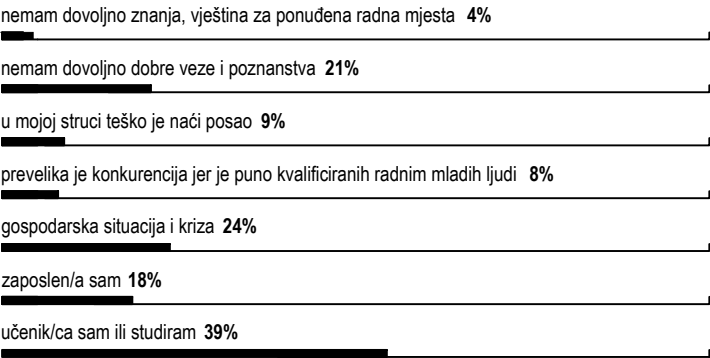 nemam dovoljno znanja, vještina za ponuđena radna mjesta 4%
nemam dovoljno dobre veze i poznanstva 21%
u mojoj struci teško je naći posao 9%
prevelika je konkurencija jer je puno kvalificiranih radnim mladih ljudi 8%
gospodarska situacija i kriza 24%
zaposlen/a sam 18%
učenik/ca sam ili studiram 39%